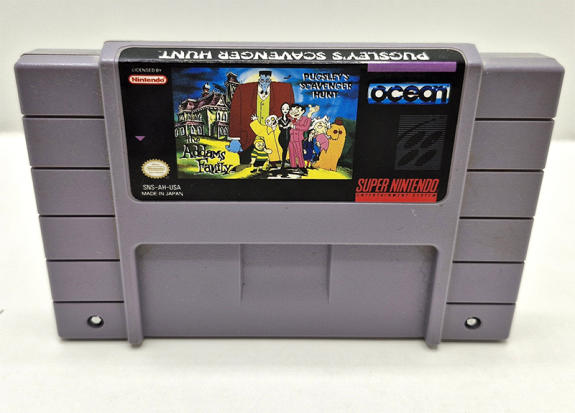 PUGSLEY'S SCAVENGER HUNT
LICENSED BY
Nintendo
PUGSLEY'S
SCAVENGER
HUNT
ocean
The
Addams
Family
SNS-AH-USA
MADE IN JAPAN
SUPER NINTENDO
ENTERTAINMENT SYSTEM